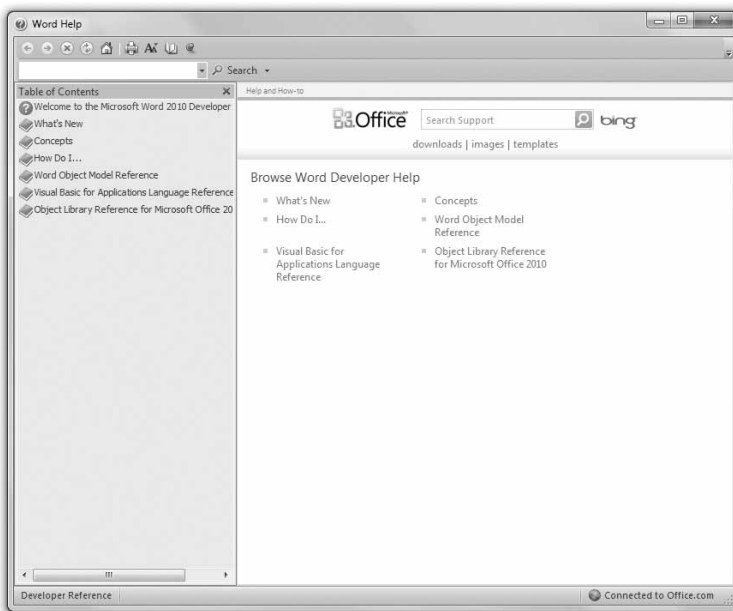 Word Help
Search
Table of Contents
Welcome to the Microsoft Word 2010 Developer
What's New
Concepts
How Do I...
Word Object Model Reference
Visual Basic for Applications Language Reference
Object Library Reference for Microsoft Office 20
Help and How-to
Microsoft
Office
Search Support
bing
downloads | images | templates
Browse Word Developer Help
What's New
Concepts
How Do I...
Word Object Model
Reference
Visual Basic for
Applications Language
Reference
Object Library Reference
for Microsoft Office 2010
Developer Reference
Connected to Office.com